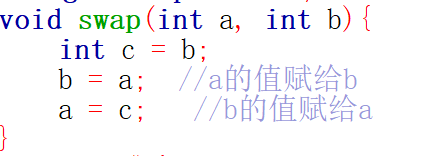 void swap(int a, int b){
int c = b;
b = a; //a的值赋给b
a = c; //b的值赋给a
}